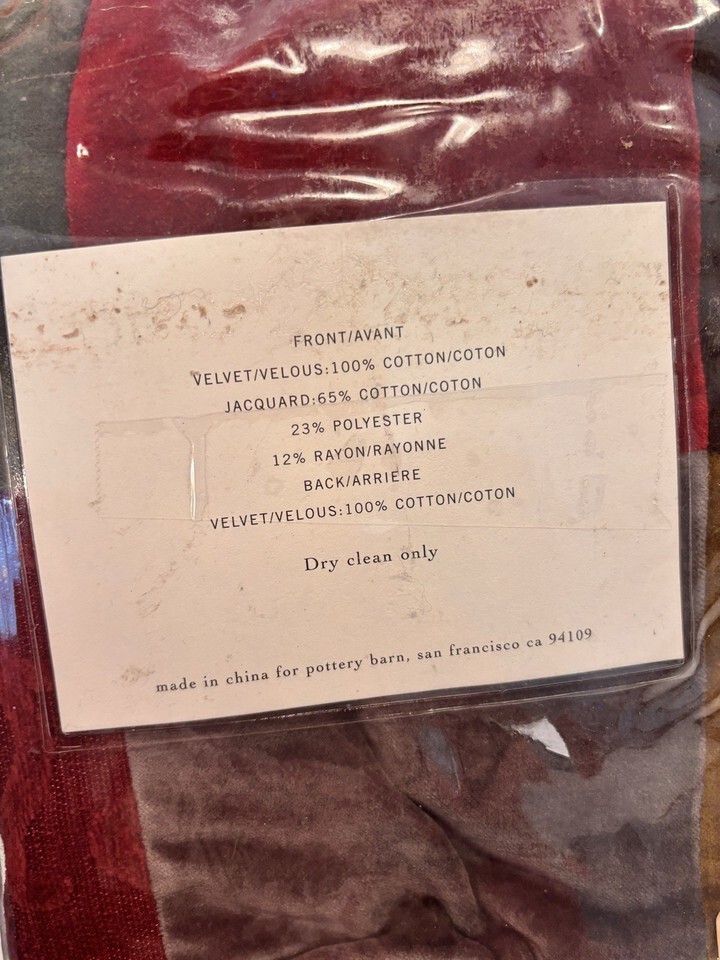 FRONT/AVANT
VELVET/VELOUS:100% COTTON/COTON
JACQUARD:65% COTTON/COTON
23% POLYESTER
12% RAYON/RAYONNE
BACK/ARRIERE
VELVET/VELOUS:100% COTTON/COTON
Dry clean only
made in china for pottery barn, san francisco ca 94109